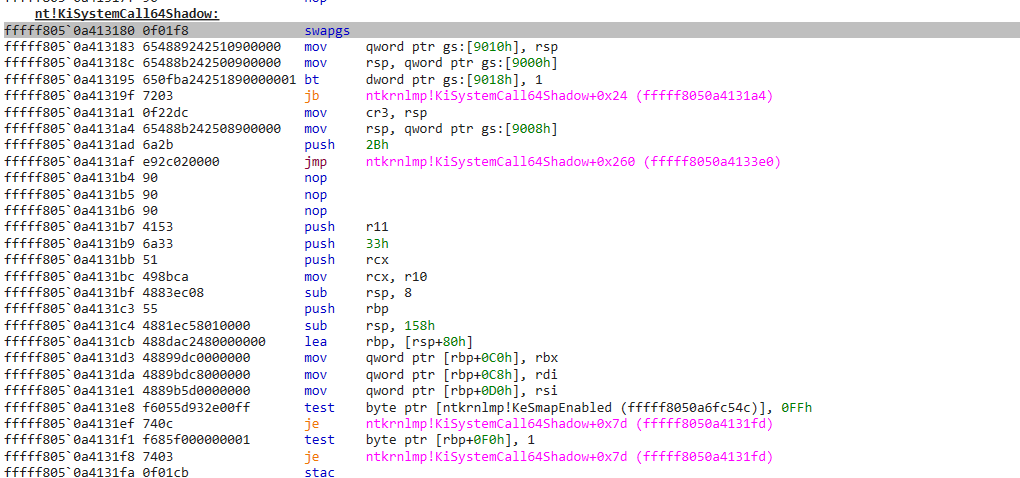 nop
nt!KiSystemCall64Shadow:
fffff805`0a413180 0f01f8 swapgs
fffff805`0a413183 654889242510900000 mov qword ptr gs:[9010h], rsp
fffff805`0a41318c 65488b242500900000 mov rsp, qword ptr gs:[9000h]
fffff805`0a413195 650fba24251890000001 bt dword ptr gs:[9018h], 1
fffff805`0a41319f 7203 jb ntkrnlmp!KiSystemCall64Shadow+0x24 (fffff8050a4131a4)
fffff805`0a4131a1 0f22dc mov cr3, rsp
fffff805`0a4131a4 65488b242508900000 mov rsp, qword ptr gs:[9008h]
fffff805`0a4131ad 6a2b push 2Bh
fffff805`0a4131af e92c020000 jmp ntkrnlmp!KiSystemCall64Shadow+0x260 (fffff8050a4133e0)
fffff805`0a4131b4 90 nop
fffff805`0a4131b5 90 nop
fffff805`0a4131b6 90 nop
fffff805`0a4131b7 4153 push r11
fffff805`0a4131b9 6a33 push 33h
fffff805`0a4131bb 51 push rcx
fffff805`0a4131bc 498bca mov rcx, r10
fffff805`0a4131bf 4883ec08 sub rsp, 8
fffff805`0a4131c3 55 push rbp
fffff805`0a4131c4 4881ec58010000 sub rsp, 158h
fffff805`0a4131cb 488dac2480000000 lea rbp, [rsp+80h]
fffff805`0a4131d3 48899dc0000000 mov qword ptr [rbp+0C0h], rbx
fffff805`0a4131da 4889bdc8000000 mov qword ptr [rbp+0C8h], rdi
fffff805`0a4131e1 4889b5d0000000 mov qword ptr [rbp+0D0h], rsi
fffff805`0a4131e8 f6055d932e00ff test byte ptr [ntkrnlmp!KeSmapEnabled (fffff8050a6fc54c)], 0FFh
fffff805`0a4131ef 740c je ntkrnlmp!KiSystemCall64Shadow+0x7d (fffff8050a4131fd)
fffff805`0a4131f1 f685f000000001 test byte ptr [rbp+0F0h], 1
fffff805`0a4131f8 7403 je ntkrnlmp!KiSystemCall64Shadow+0x7d (fffff8050a4131fd)
fffff805`0a4131fa 0f01cb stac